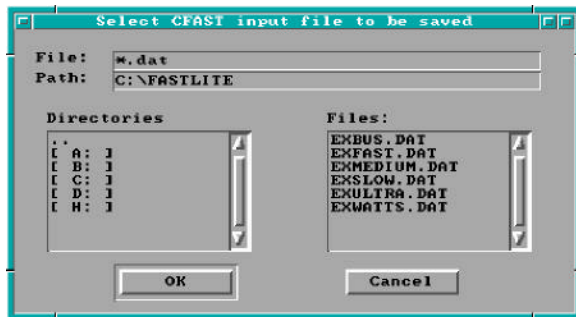 Select CFAST input file to be saved
File: *.dat
Path: C:\FASTLITE
Directories
..
[ A: ]
[ B: ]
[ C: ]
[ D: ]
[ H: ]
Files:
EXBUS.DAT
EXFAST.DAT
EXMEDIUM.DAT
EXSLOW.DAT
EXULTRA.DAT
EXWATTS.DAT
OK
Cancel